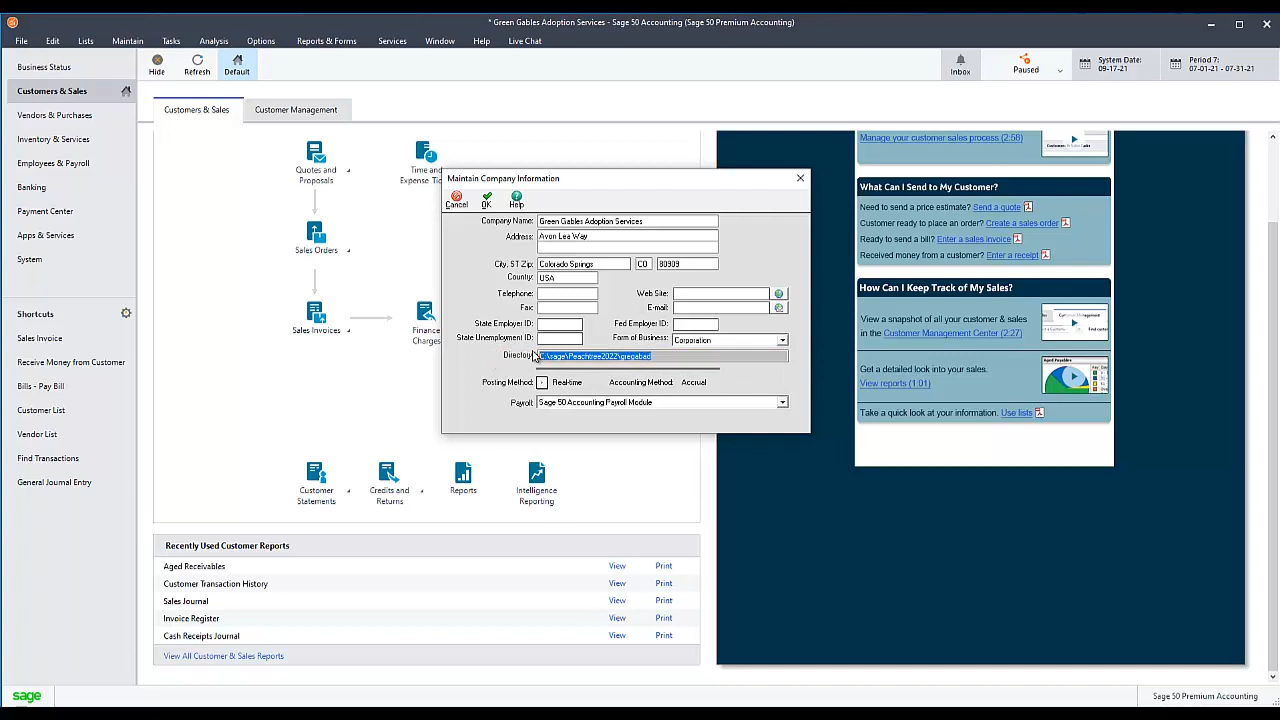 * Green Gables Adoption Services - Sage 50 Accounting (Sage 50 Premium Accounting)
File Edit Lists Maintain Tasks Analysis Options Reports & Forms Services Window Help Live Chat
Business Status
Customers & Sales
Vendors & Purchases
Inventory & Services
Employees & Payroll
Banking
Payment Center
Apps & Services
System
Shortcuts
Sales Invoice
Receive Money from Customer
Bills - Pay Bill
Customer List
Vendor List
Find Transactions
General Journal Entry
Hide Refresh Default
Inbox
Paused
System Date:
09-17-21
Period 7:
07-01-21 - 07-31-21
Customers & Sales Customer Management
Quotes and
Proposals
Time and
Expense Tic
Sales Orders
Sales Invoices
Finance
Charges
Customer
Statements
Credits and
Returns
Reports
Intelligence
Reporting
Maintain Company Information
Cancel OK Help
Company Name: Green Gables Adoption Services
Address: Avon Lea Way
City, ST Zip: Colorado Springs CO 80909
County: USA
Telephone: Web Site:
Fax: E-mail:
State Employer ID: Fed Employer ID:
State Unemployment ID: Form of Business: Corporation
Directory C:\sage\Peachtree2022\gregabad
Posting Method: Real-time Accounting Method: Accrual
Payroll: Sage 50 Accounting Payroll Module
Recently Used Customer Reports
Aged Receivables View Print
Customer Transaction History View Print
Sales Journal View Print
Invoice Register View Print
Cash Receipts Journal View Print
View All Customer & Sales Reports
Manage your customer sales process (2:58)
What Can I Send to My Customer?
Need to send a price estimate? Send a quote
Customer ready to place an order? Create a sales order
Ready to send a bill? Enter a sales invoice
Received money from a customer? Enter a receipt
How Can I Keep Track of My Sales?
View a snapshot of all your customer & sales
in the Customer Management Center (2:27)
Get a detailed look into your sales.
View reports (1:01)
Take a quick look at your information. Use lists
sage
Sage 50 Premium Accounting